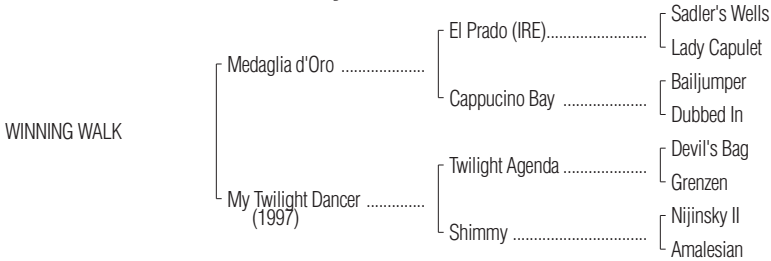 Sadler's Wells
El Prado (IRE).........................
Lady Capulet
Medaglia d'Oro .....................
Bailjumper
Cappucino Bay .....................
Dubbed In
WINNING WALK
Devil's Bag
Twilight Agenda .....................
Grenzen
My Twilight Dancer ..............
(1997)
Nijinsky II
Shimmy .................................
Amalesian